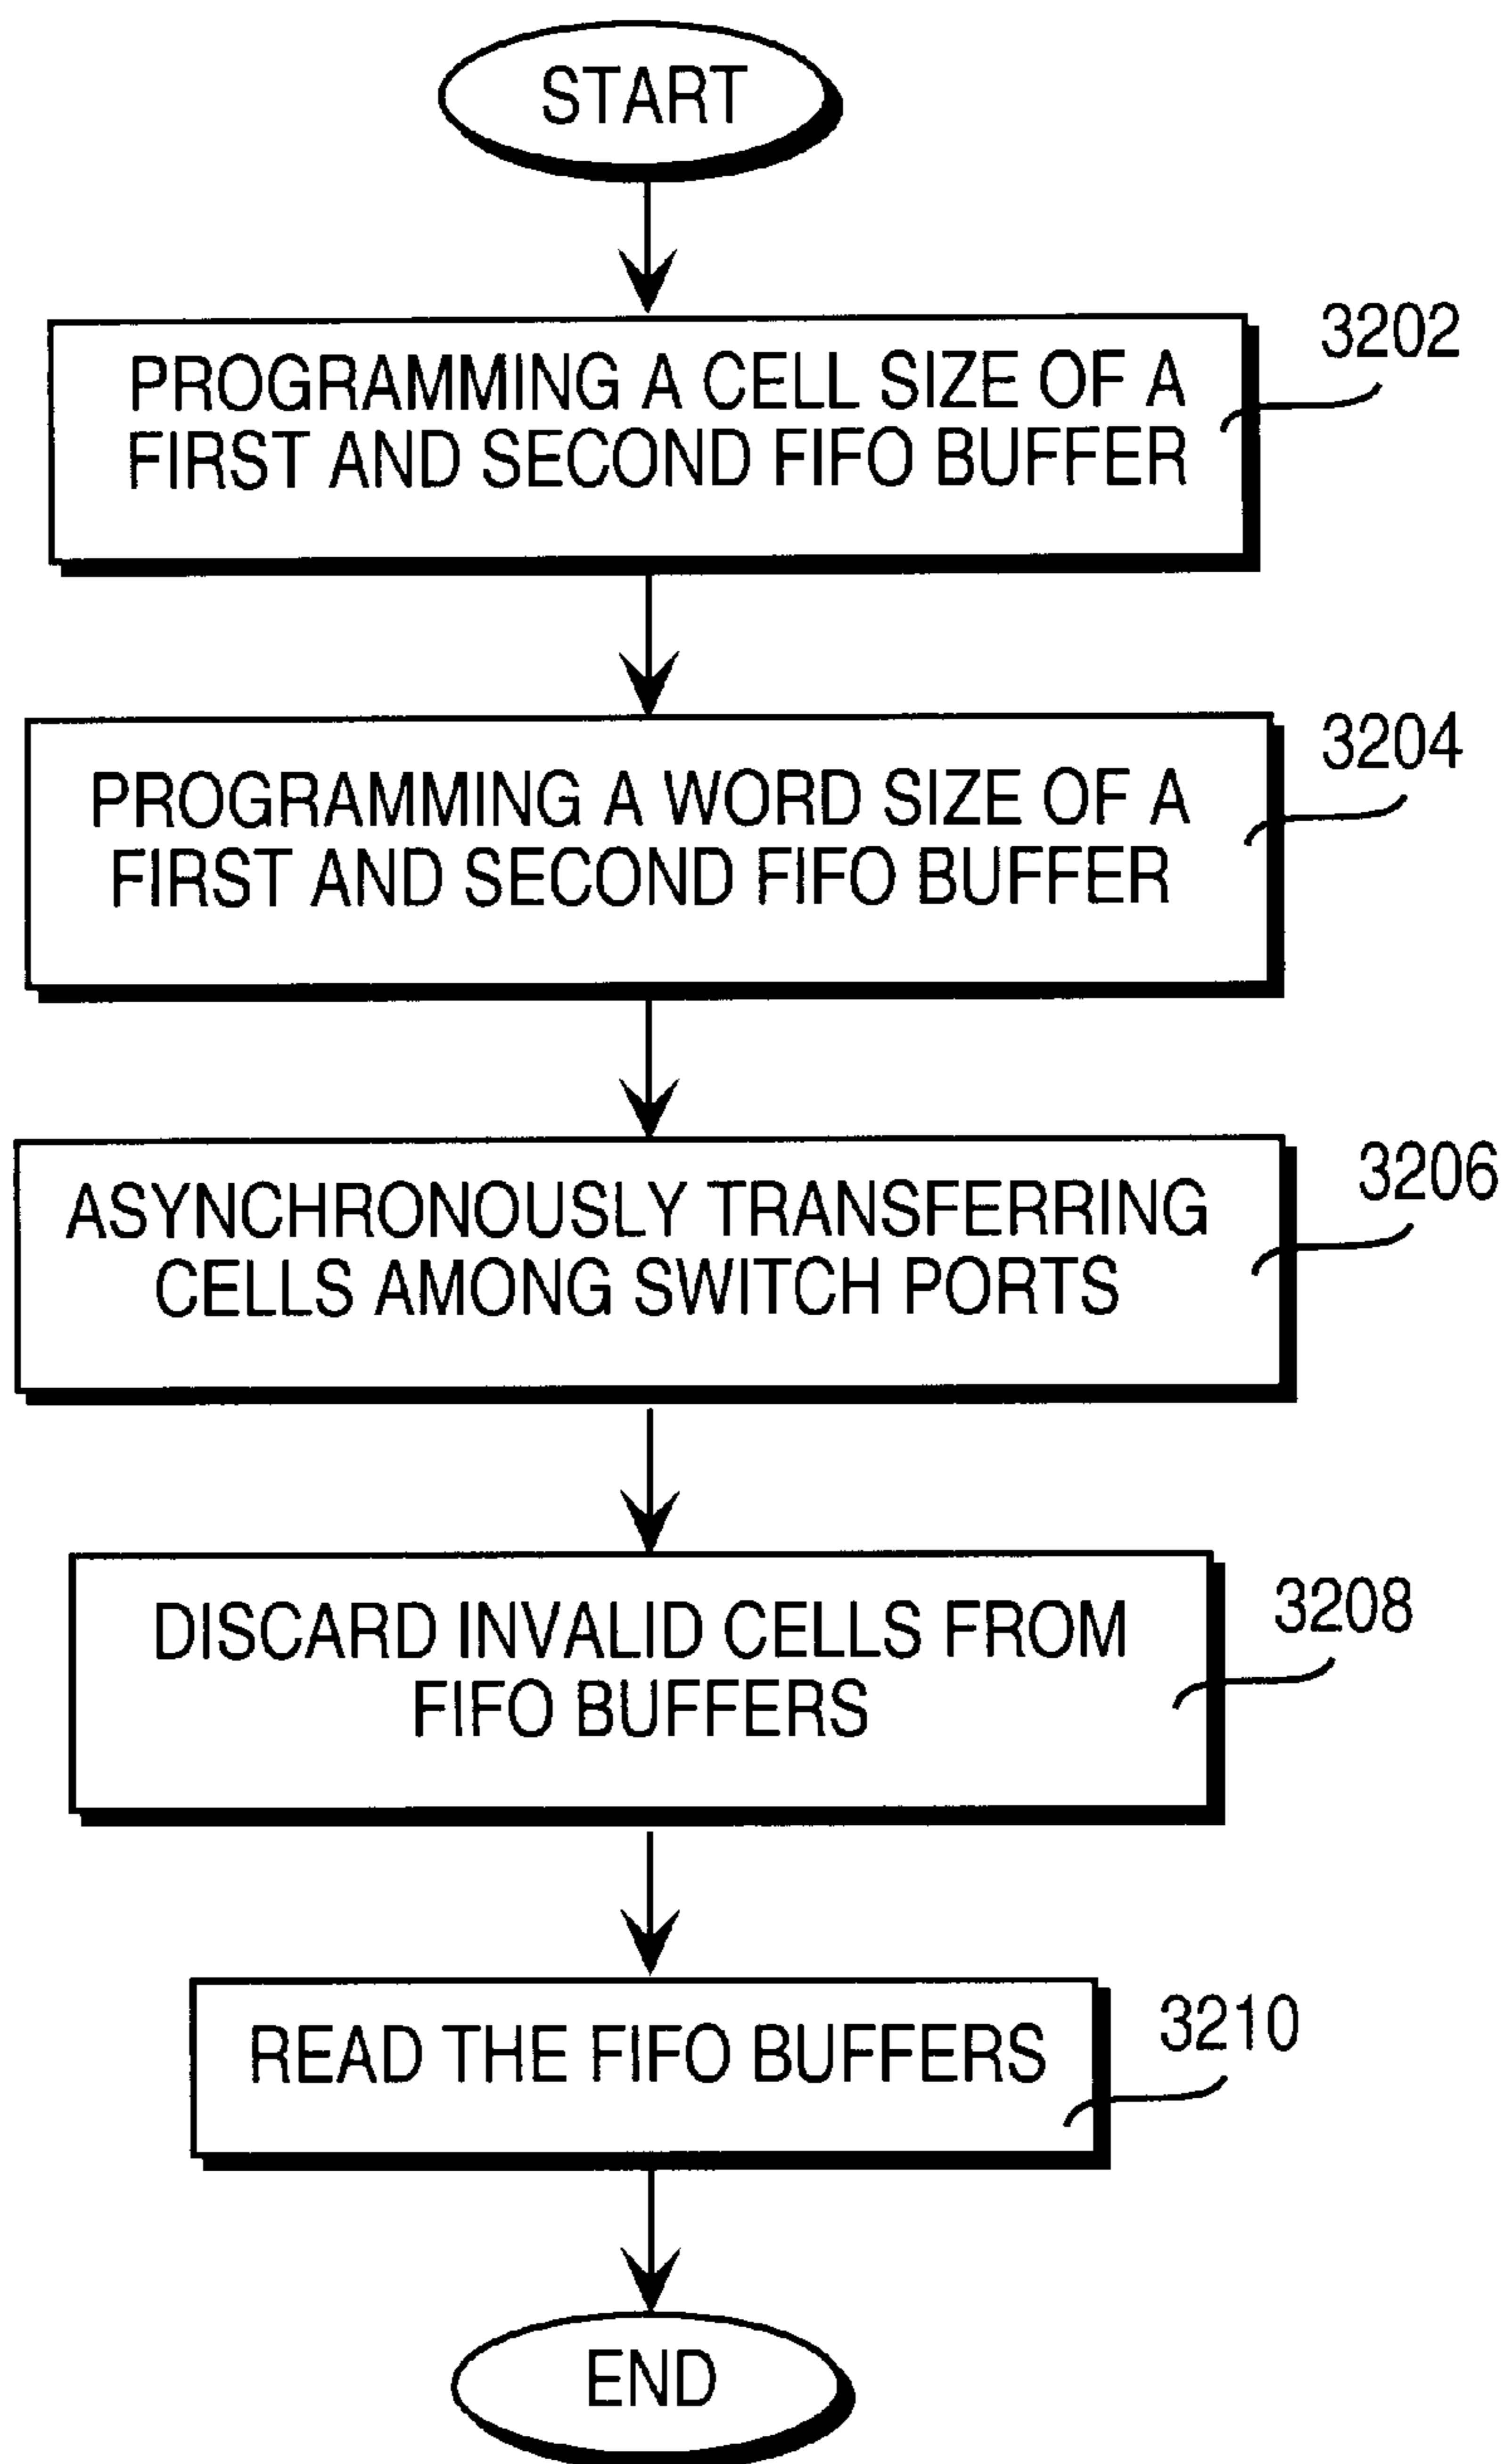 START
3202
PROGRAMMING A CELL SIZE OF A
FIRST AND SECOND FIFO BUFFER
3204
PROGRAMMING A WORD SIZE OF A
FIRST AND SECOND FIFO BUFFER
3206
ASYNCHRONOUSLY TRANSFERRING
CELLS AMONG SWITCH PORTS
3208
DISCARD INVALID CELLS FROM
FIFO BUFFERS
3210
READ THE FIFO BUFFERS
END